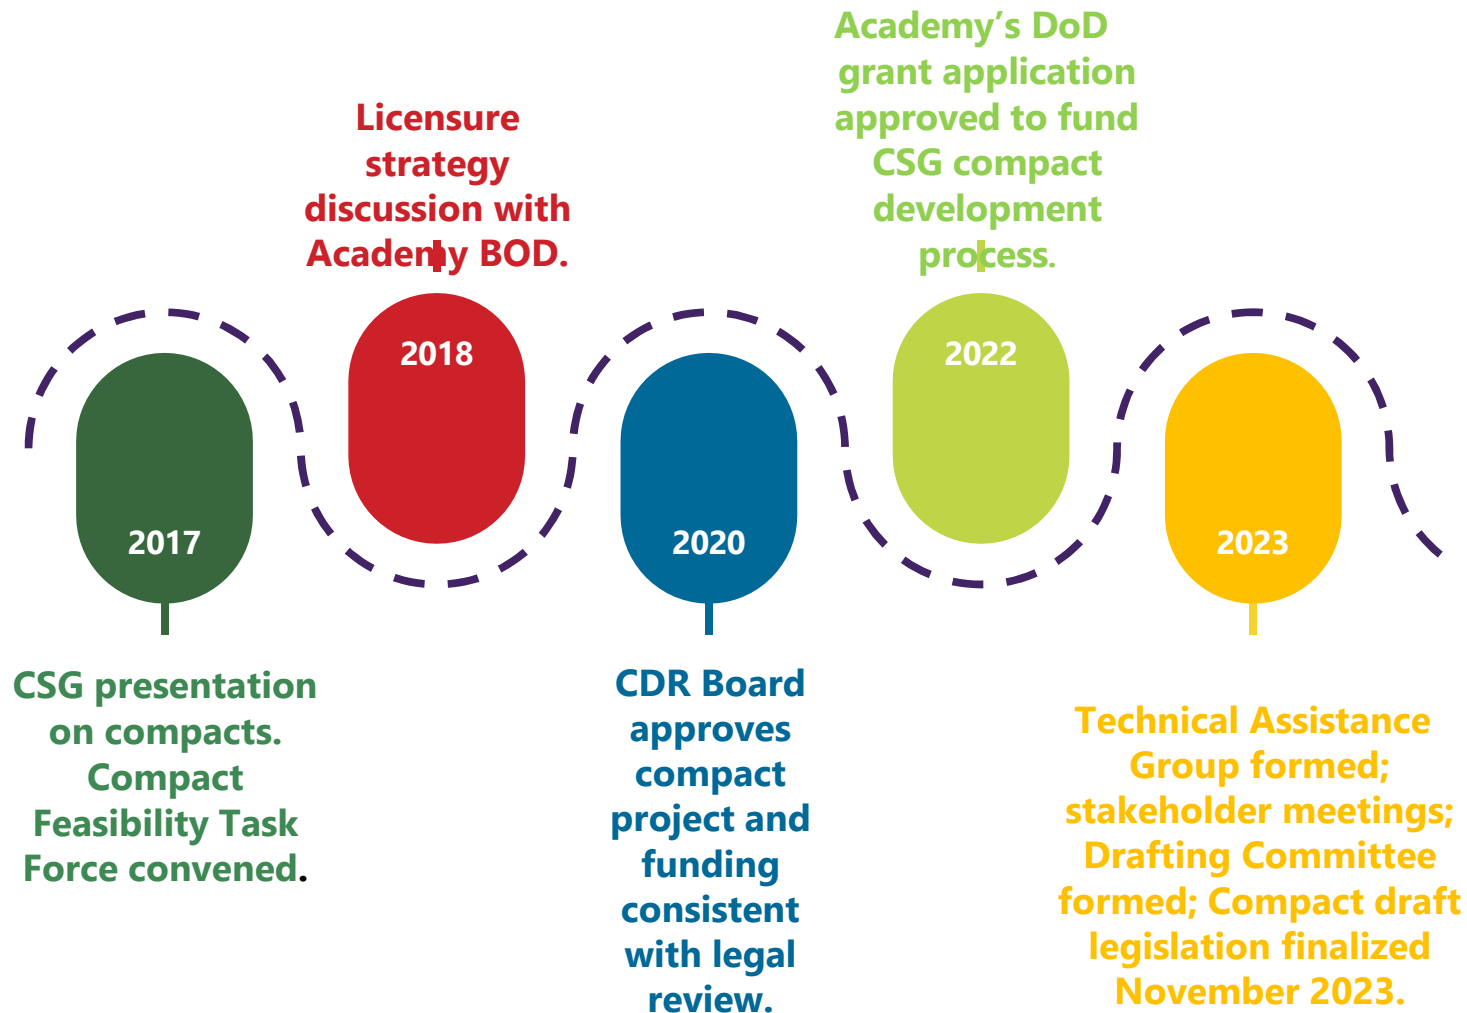 2017
CSG presentation
on compacts.
Compact
Feasibility Task
Force convened.
Licensure
strategy
discussion with
Academy BOD.
2018
2020
CDR Board
approves
compact
project and
funding
consistent
with legal
review.
Academy’s DoD
grant application
approved to fund
CSG compact
development
process.
2022
2023
Technical Assistance
Group formed;
stakeholder meetings;
Drafting Committee
formed; Compact draft
legislation finalized
November 2023.